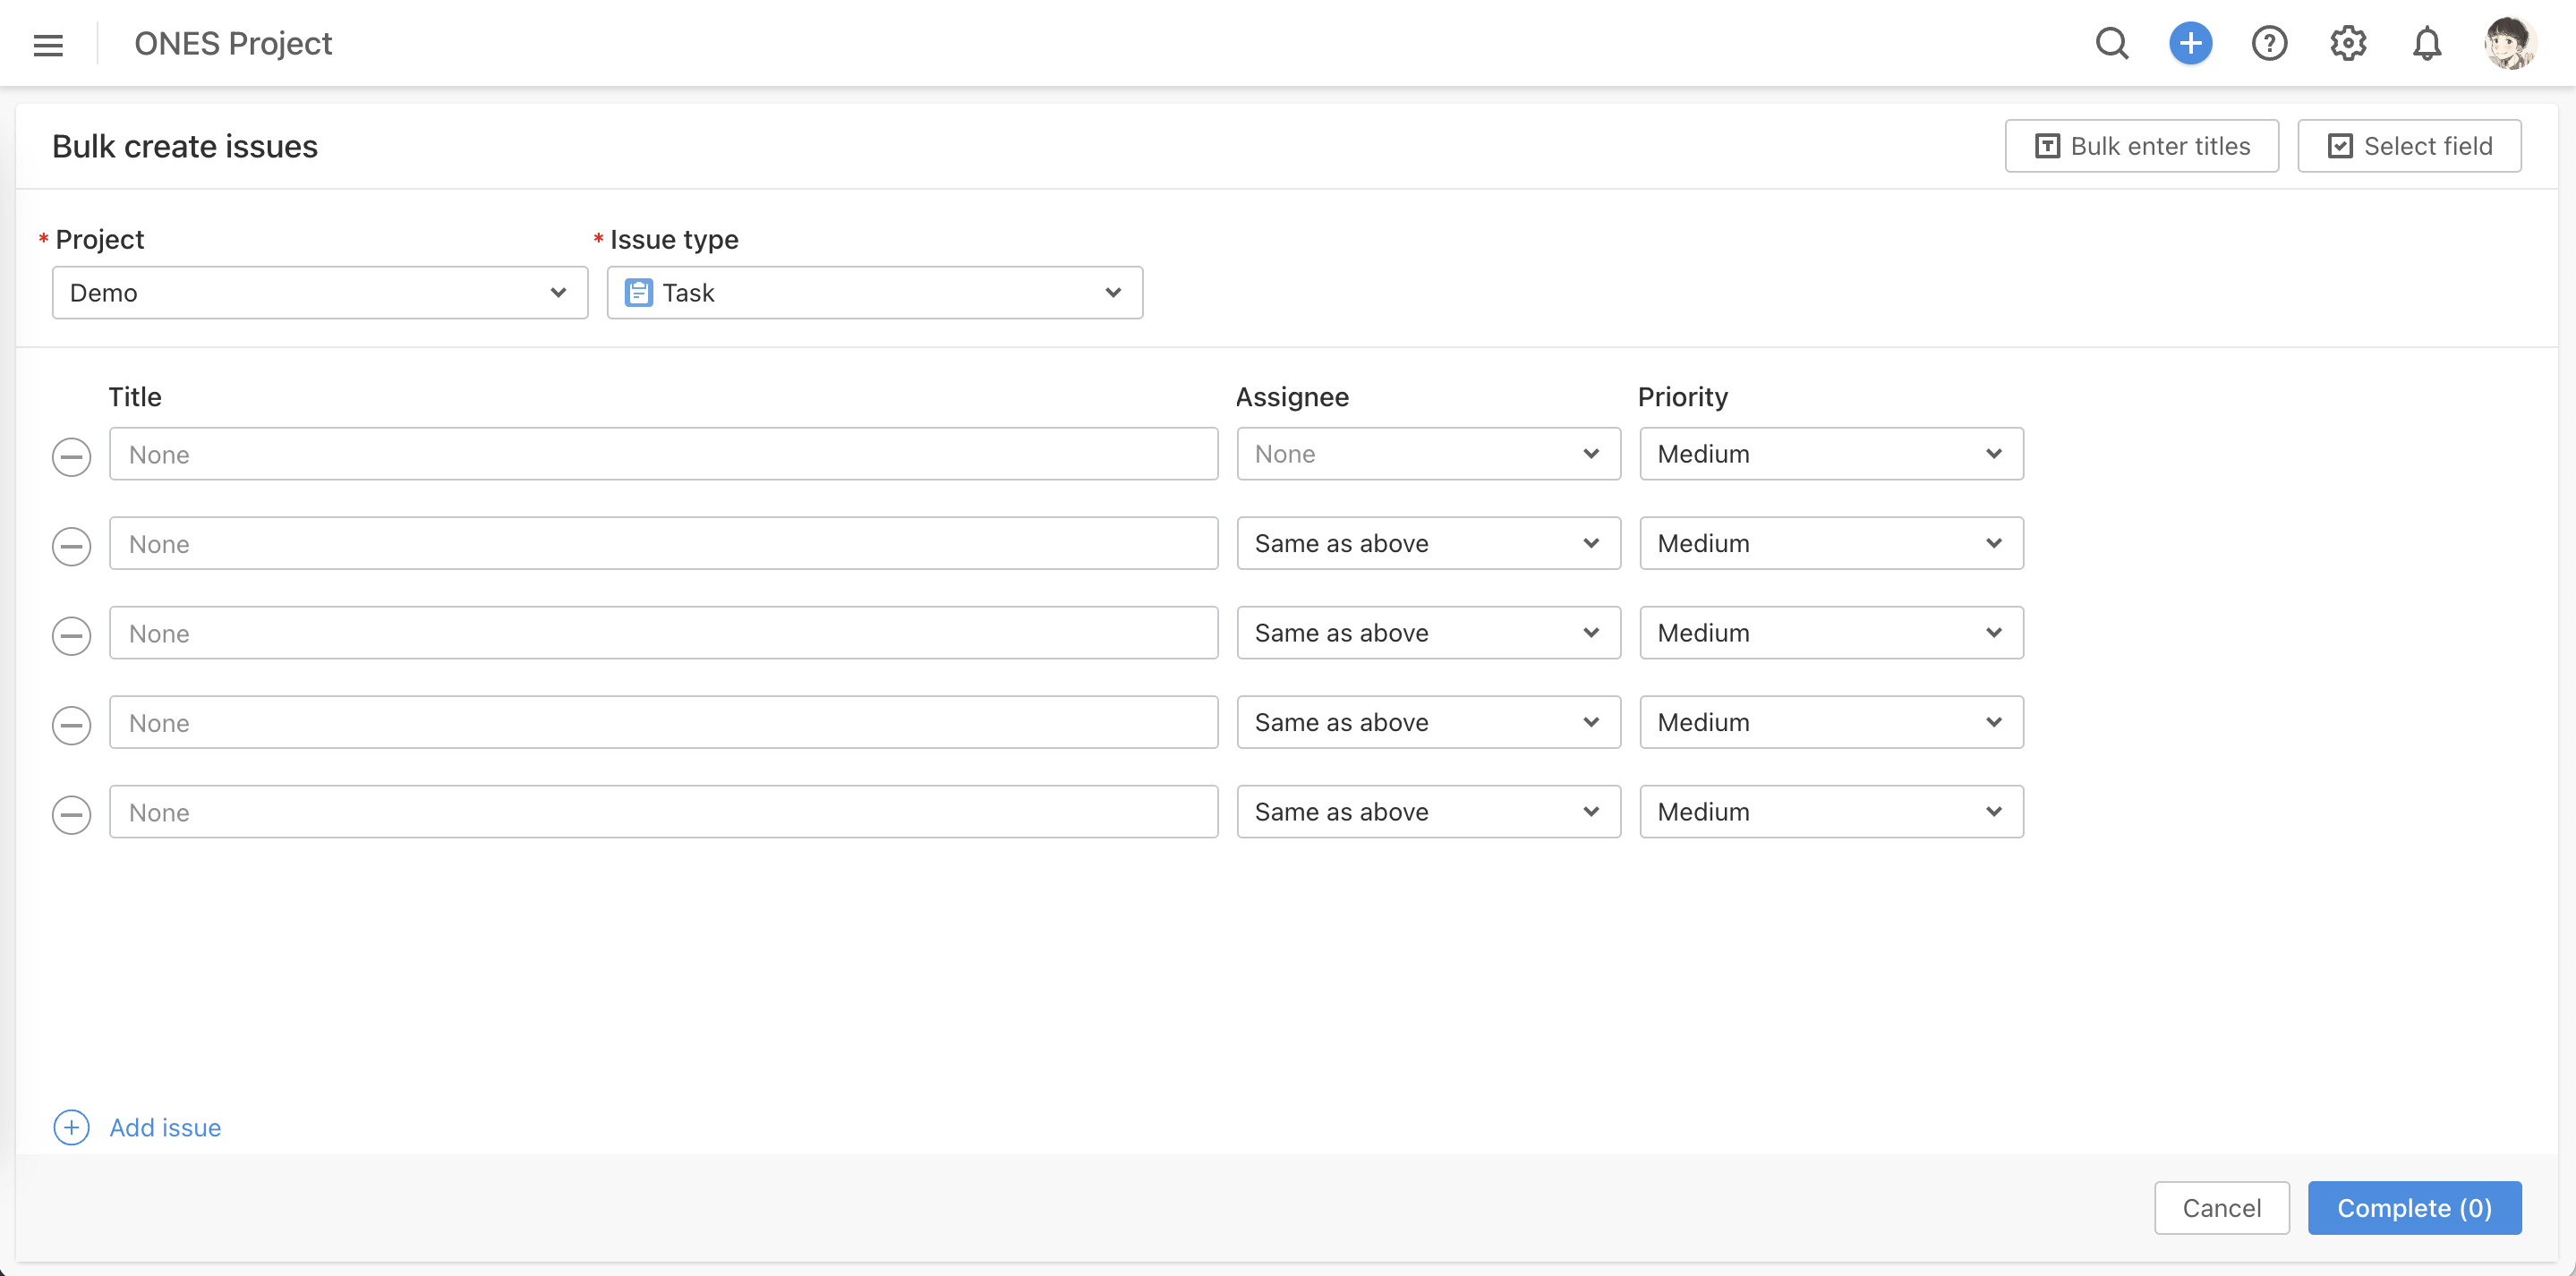 ONES Project
Bulk create issues
Bulk enter titles
Select field
* Project
* Issue type
Demo
Task
Title Assignee Priority
None None Medium
None Same as above Medium
None Same as above Medium
None Same as above Medium
None Same as above Medium
Add issue
Cancel
Complete (0)